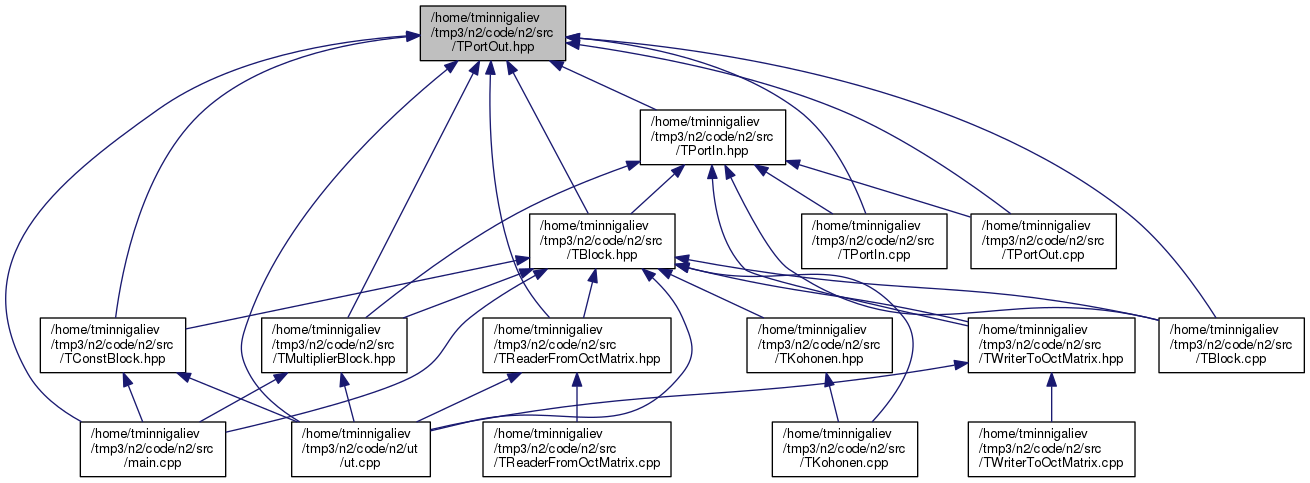 /home/tminnigaliev
/tmp3/n2/code/n2/src
/TPortOut.hpp
/home/tminnigaliev
/tmp3/n2/code/n2/src
/TPortIn.hpp
/home/tminnigaliev
/tmp3/n2/code/n2/src
/TBlock.hpp
/home/tminnigaliev
/tmp3/n2/code/n2/src
/TPortIn.cpp
/home/tminnigaliev
/tmp3/n2/code/n2/src
/TPortOut.cpp
/home/tminnigaliev
/tmp3/n2/code/n2/src
/TConstBlock.hpp
/home/tminnigaliev
/tmp3/n2/code/n2/src
/TMultiplierBlock.hpp
/home/tminnigaliev
/tmp3/n2/code/n2/src
/TReaderFromOctMatrix.hpp
/home/tminnigaliev
/tmp3/n2/code/n2/src
/TKohonen.hpp
/home/tminnigaliev
/tmp3/n2/code/n2/src
/TWriterToOctMatrix.hpp
/home/tminnigaliev
/tmp3/n2/code/n2/src
/TBlock.cpp
/home/tminnigaliev
/tmp3/n2/code/n2/src
/main.cpp
/home/tminnigaliev
/tmp3/n2/code/n2/ut
/ut.cpp
/home/tminnigaliev
/tmp3/n2/code/n2/src
/TReaderFromOctMatrix.cpp
/home/tminnigaliev
/tmp3/n2/code/n2/src
/TKohonen.cpp
/home/tminnigaliev
/tmp3/n2/code/n2/src
/TWriterToOctMatrix.cpp